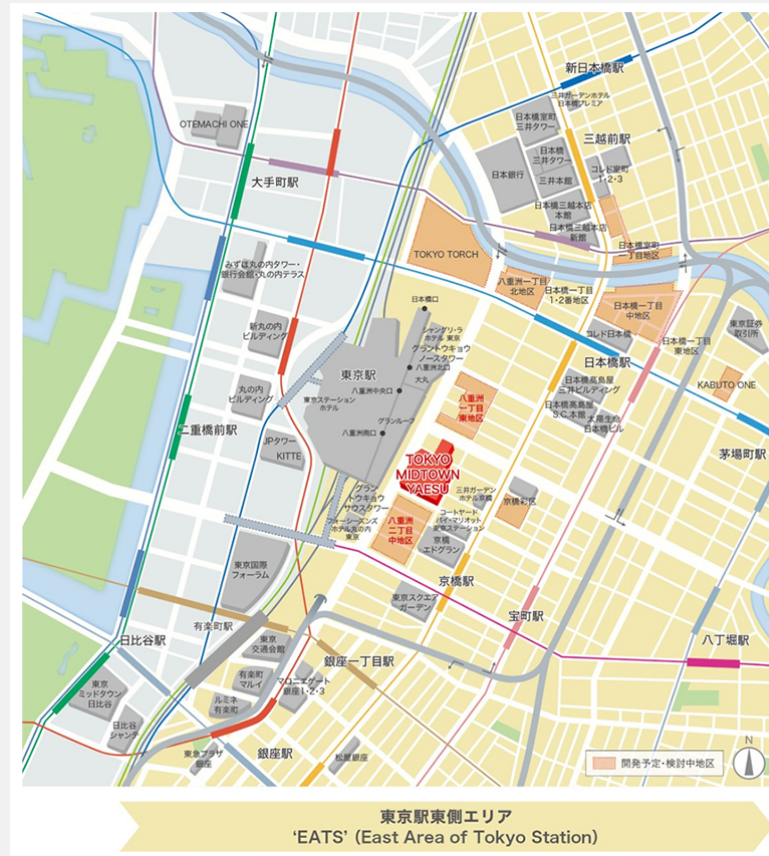 新日本橋駅
三井ガーデンホテル
日本橋プレミア
OTEMACHI ONE
日本橋室町
三井タワー
三越前駅
日本橋
三井タワー
コレド室町
1・2・3
日本銀行
三井本館
大手町駅
日本橋三越本店
本館
日本橋三越本店
新館
日本橋室町
一丁目地区
TOKYO TORCH
みずほ丸の内タワー・
銀行会館・丸の内テラス
八重洲一丁目
北地区
日本橋一丁目
1・2番地区
日本橋一丁目
中地区
日本橋口
新丸の内
ビルディング
シャングリ・ラ
ホテル 東京
グラントウキョウ
ノースタワー
コレド日本橋
日本橋一丁目
東地区
東京証券
取引所
東京駅
八重洲北口
大丸
日本橋駅
丸の内
ビルディング
八重洲中央口
東京ステーション
ホテル
八重洲
一丁目
東地区
日本橋髙島屋
三井ビルディング
KABUTO ONE
日本橋髙島屋
S.C.本館
太陽生命
日本橋ビル
グランルーフ
二重橋前駅
八重洲南口
JPタワー
KITTE
TOKYO
MIDTOWN
YAESU
茅場町駅
グラン
トウキョウ
サウスタワー
三井ガーデン
ホテル京橋
京橋彩区
フォーシーズンズ
ホテル丸の内
東京
八重洲
二丁目
中地区
コートヤード
バイ・マリオット
東京ステーション
京橋
エドグラン
東京国際
フォーラム
京橋駅
東京スクエア
ガーデン
宝町駅
有楽町駅
日比谷駅
東京
交通会館
銀座一丁目駅
八丁堀駅
東京
ミッドタウン
日比谷
有楽町
マルイ
マロニエゲート
銀座1・2・3
ルミネ
有楽町
日比谷
シャンテ
東急プラザ
銀座
銀座駅
松屋銀座
開発予定・検討中地区
N
東京駅東側エリア
‘EATS’ (East Area of Tokyo Station)